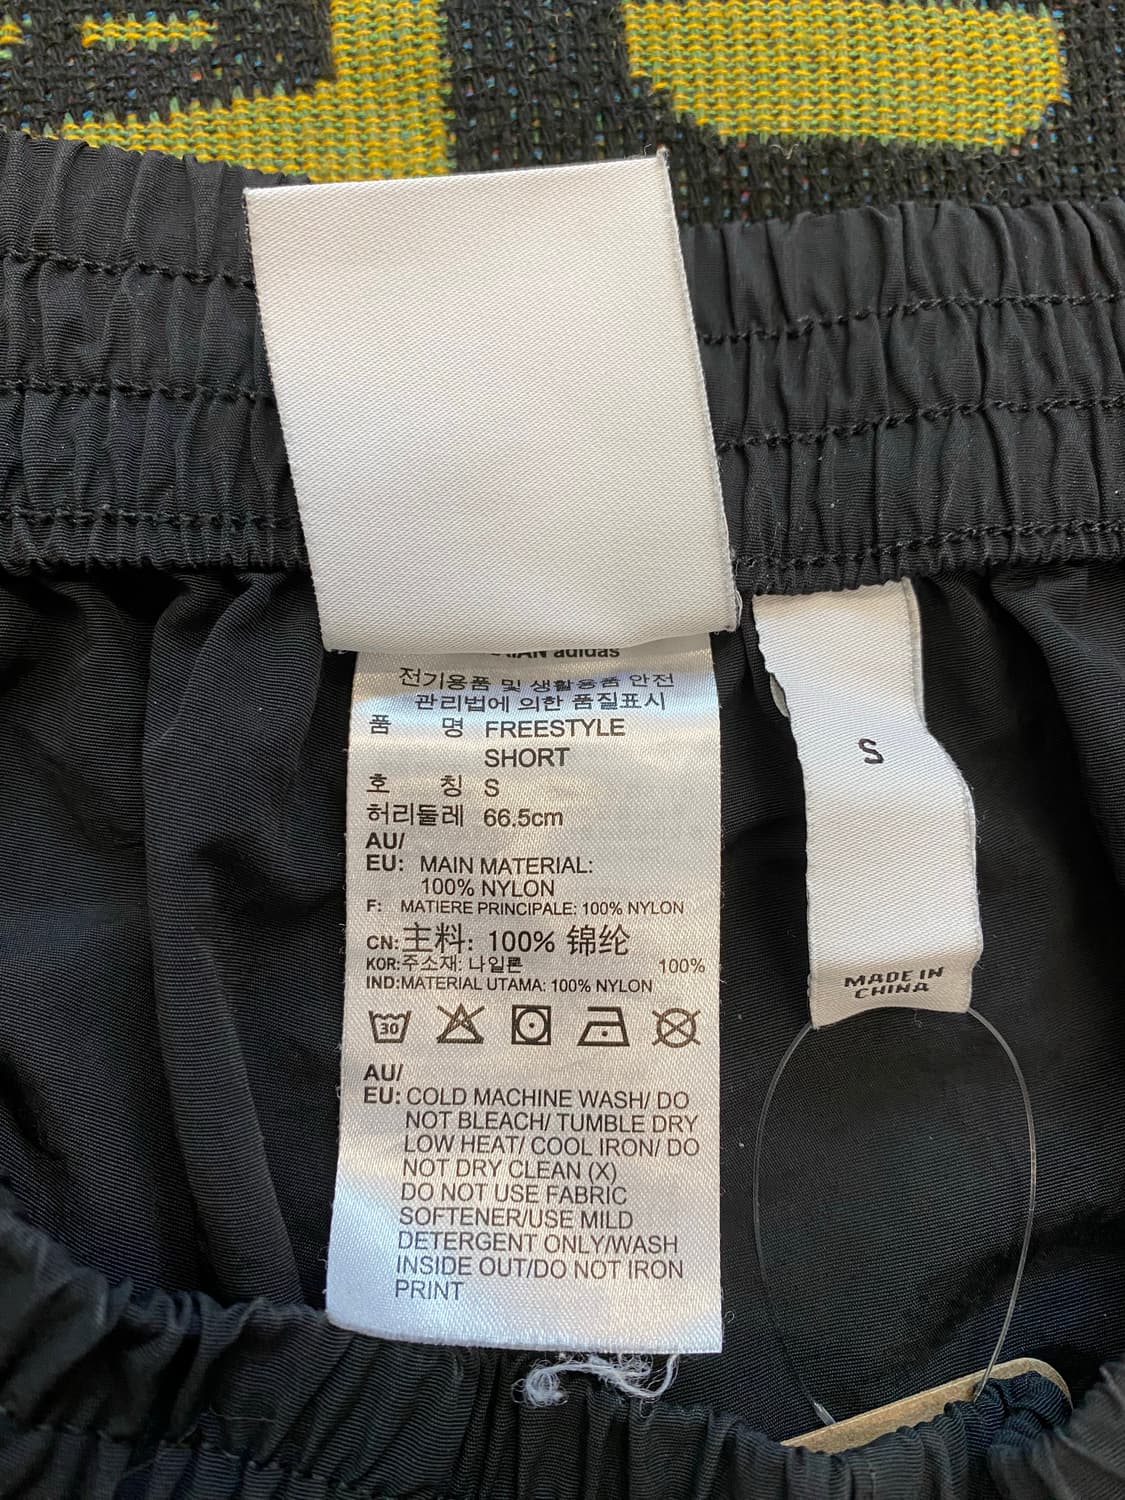 adidas
전기용품 및 생활용품 안전
관리법에 의한 품질표시
품 명 FREESTYLE
SHORT
호 칭 S
허리둘레 66.5cm
AU/
EU: MAIN MATERIAL:
100% NYLON
F: MATIERE PRINCIPALE: 100% NYLON
CN: 主料: 100% 锦纶
KOR:주소재: 나일론 100%
IND:MATERIAL UTAMA: 100% NYLON
30
AU/
EU: COLD MACHINE WASH/ DO
NOT BLEACH/ TUMBLE DRY
LOW HEAT/ COOL IRON/ DO
NOT DRY CLEAN (X)
DO NOT USE FABRIC
SOFTENER/USE MILD
DETERGENT ONLY/WASH
INSIDE OUT/DO NOT IRON
PRINT
S
MADE IN
CHINA